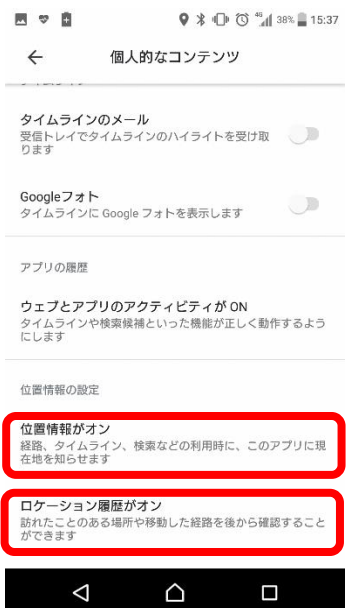 38% 15:37
個人的なコンテンツ
タイムラインのメール
受信トレイでタイムラインのハイライトを受け取
ります
Googleフォト
タイムラインに Google フォトを表示します
アプリの履歴
ウェブとアプリのアクティビティが ON
タイムラインや検索候補といった機能が正しく動作するよう
にします
位置情報の設定
位置情報がオン
経路、タイムライン、検索などの利用時に、このアプリに現
在地を知らせます
ロケーション履歴がオン
訪れたことのある場所や移動した経路を後から確認すること
ができます